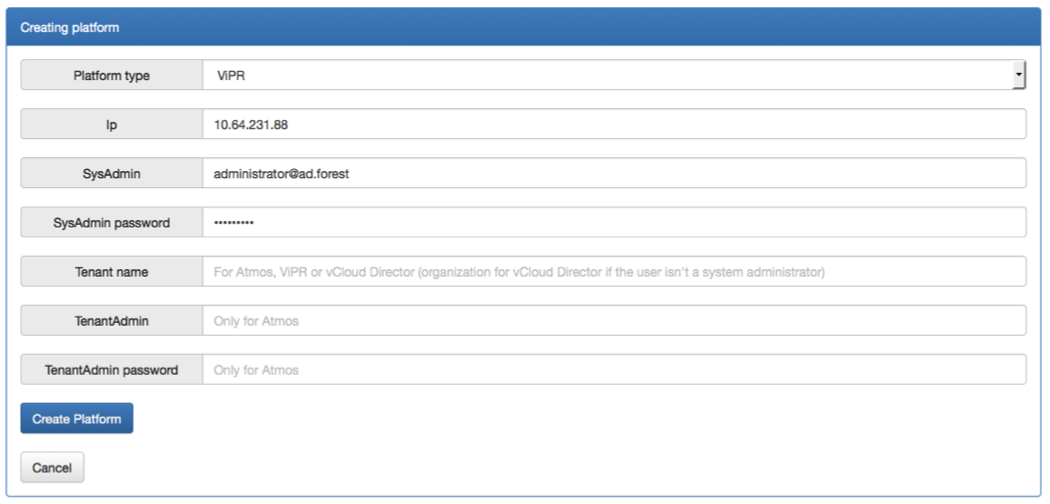 Creating platform
Platform type ViPR
Ip 10.64.231.88
SysAdmin administrator@ad.forest
SysAdmin password •••••••••
Tenant name For Atmos, ViPR or vCloud Director (organization for vCloud Director if the user isn't a system administrator)
TenantAdmin Only for Atmos
TenantAdmin password Only for Atmos
Create Platform
Cancel